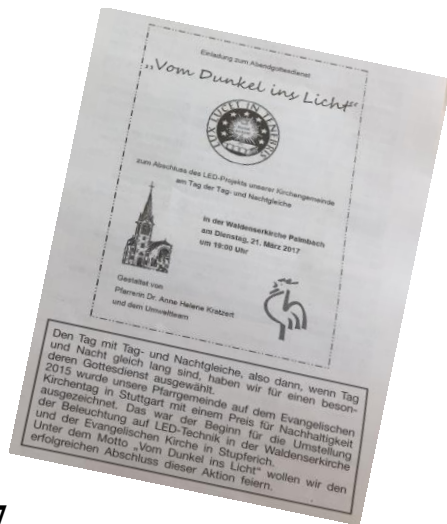 Einladung zum Abendgottesdienst
„Vom Dunkel ins Licht“
LUX LUCET IN TENEBRIS
zum Abschluss des LED-Projekts unserer Kirchengemeinde
am Tag der Tag- und Nachtgleiche
in der Waldenserkirche Palmbach
am Dienstag, 21. März 2017
um 19:00 Uhr
Gestaltet von
Pfarrerin Dr. Anne Helene Kratzert
und dem Umweltteam
Den Tag mit Tag- und Nachtgleiche, also dann, wenn Tag
und Nacht gleich lang sind, haben wir für einen beson-
deren Gottesdienst ausgewählt.
2015 wurde unsere Pfarrgemeinde auf dem Evangelischen
Kirchentag in Stuttgart mit einem Preis für Nachhaltigkeit
ausgezeichnet. Das war der Beginn für die Umstellung
der Beleuchtung auf LED-Technik in der Waldenserkirche
und der Evangelischen Kirche in Stupferich.
Unter dem Motto „Vom Dunkel ins Licht“ wollen wir den
erfolgreichen Abschluss dieser Aktion feiern.